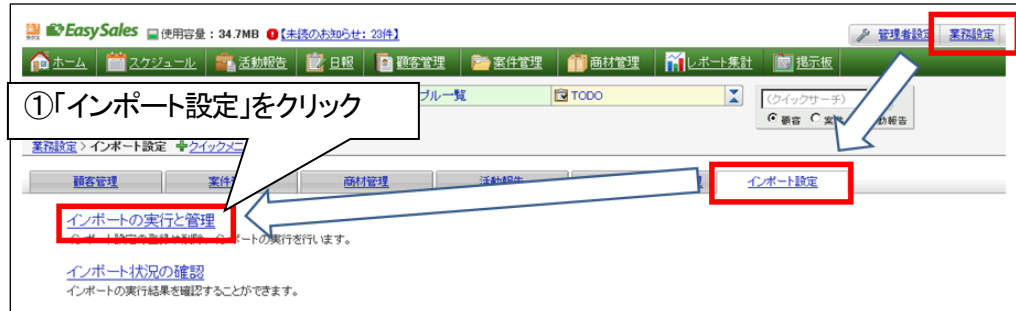 EasySales 使用容量：34.7MB 【未読のお知らせ：23件】 管理者設定 業務設定
ホーム スケジュール 活動報告 日報 顧客管理 案件管理 商材管理 レポート集計 掲示板
①「インポート設定」をクリック
ブル一覧 TODO 〈クイックサーチ〉
顧客
業務設定 > インポート設定 クイックメニ
顧客管理 商材管理 インポート設定
インポートの実行と管理
ポートの実行を行います。
インポート状況の確認
インポートの実行結果を確認することができます。